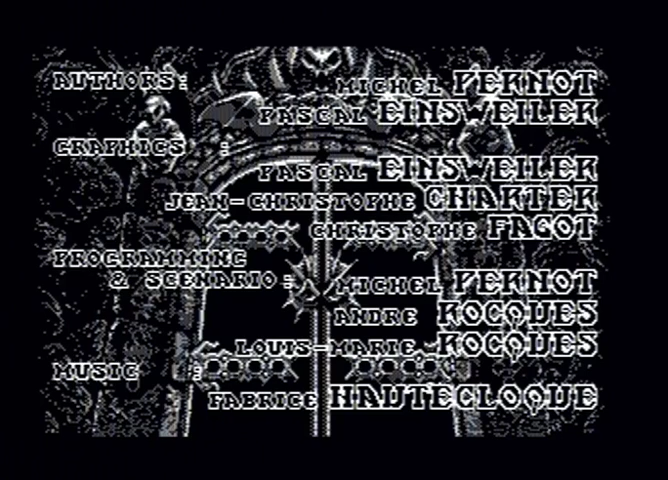 AUTHORS:
MICHEL PERNOT
PASCAL EINSWEILER
GRAPHICS :
PASCAL EINSWEILER
JEAN-CHRISTOPHE CHARTER
CHRISTOPHE FAGOT
PROGRAMMING
& SCENARIO:
MICHEL PERNOT
ANDRE ROCQUES
LOUIS-MARIE ROCQUES
MUSIC :
FABRICE HAUTECLOQUE